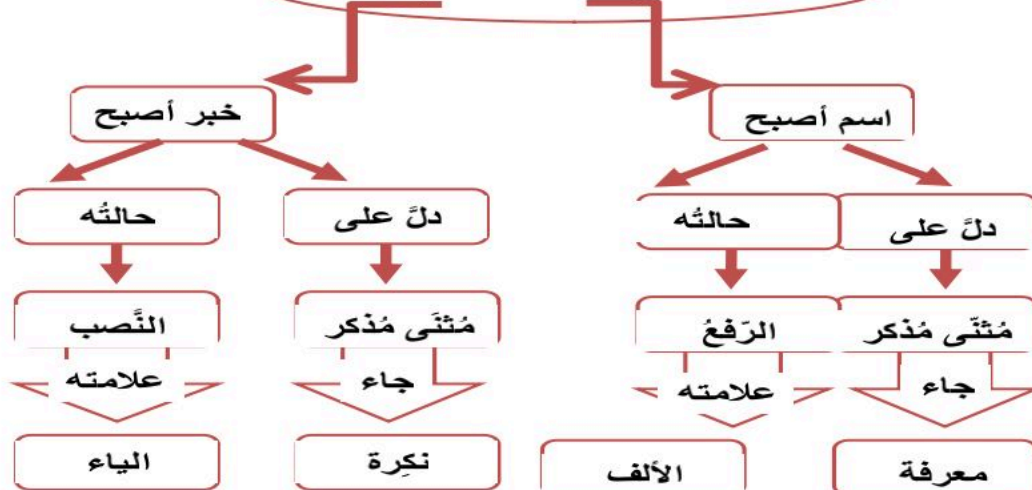 اسم أصبح
خبر أصبح
دلَّ على
حالتُه
دلَّ على
حالتُه
مُثنّى مُذكر
الرّفعُ
مُثنَى مُذكر
النَّصب
جاء
علامته
جاء
علامته
معرفة
الألف
نكِرة
الياء